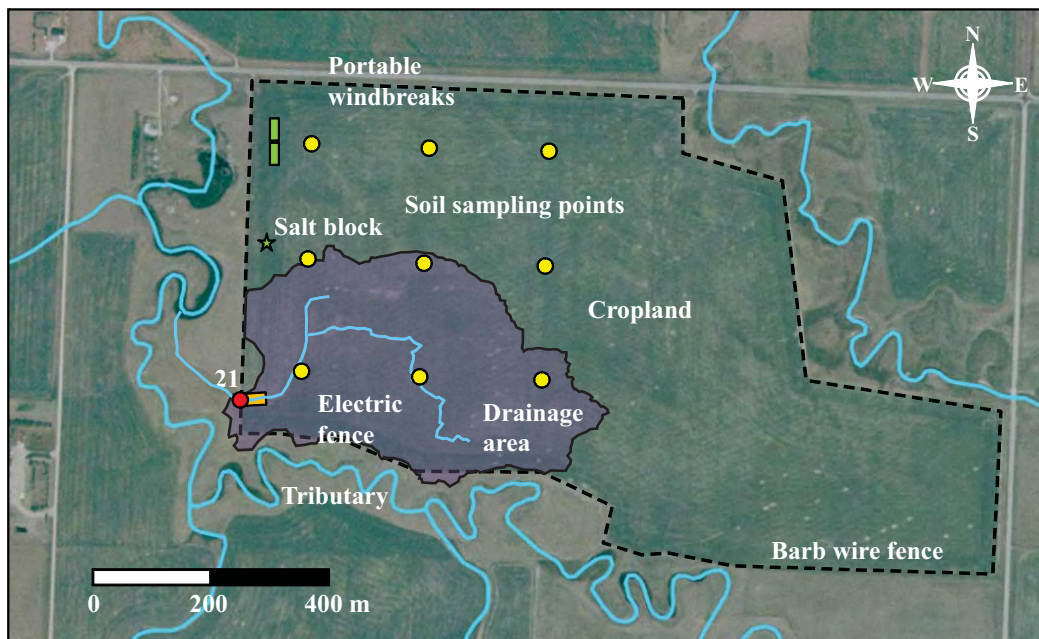 Portable
windbreaks
N
W
E
S
Soil sampling points
Salt block
Cropland
21
Electric
fence
Drainage
area
Tributary
Barb wire fence
0
200
400 m